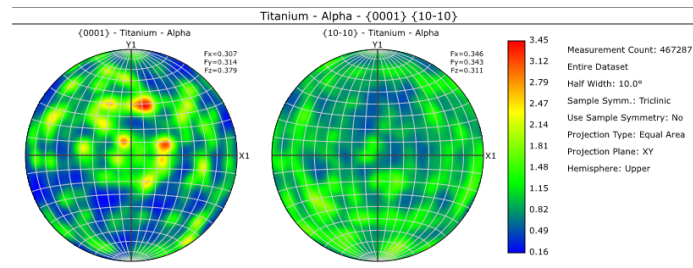 Titanium - Alpha - {0001} {10-10}
{0001} - Titanium - Alpha
Y1
Fx=0.307
Fy=0.314
Fz=0.379
X1
{10-10} - Titanium - Alpha
Y1
Fx=0.346
Fy=0.343
Fz=0.311
X1
3.45
3.12
2.79
2.47
2.14
1.81
1.48
1.15
0.82
0.49
0.16
Measurement Count: 467287
Entire Dataset
Half Width: 10.0°
Sample Symm.: Triclinic
Use Sample Symmetry: No
Projection Type: Equal Area
Projection Plane: XY
Hemisphere: Upper